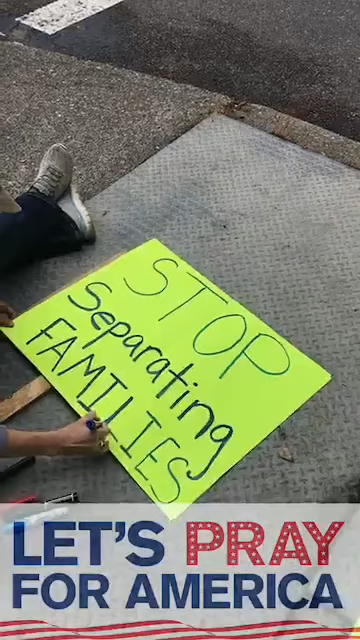 STOP
Separating
FAMILIES
LET'S PRAY
FOR AMERICA